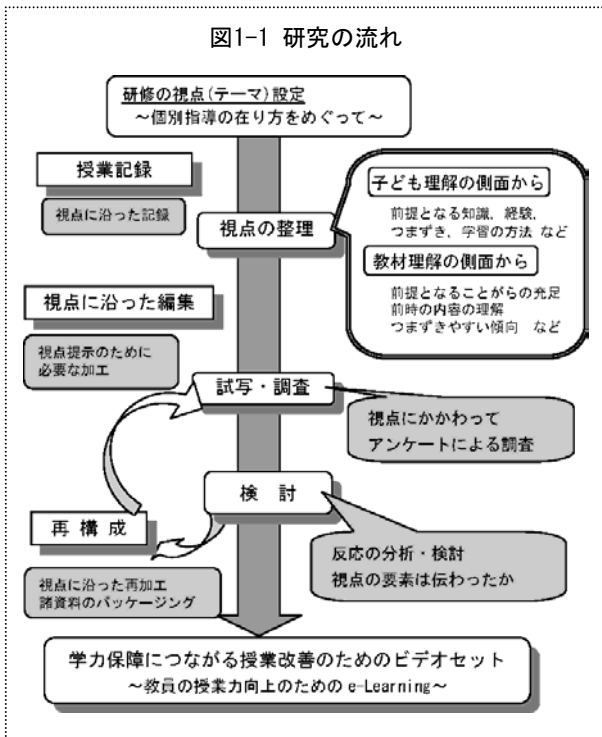 図1-1 研究の流れ
研修の視点(テーマ)設定
～個別指導の在り方をめぐって～
授業記録
視点に沿った記録
視点の整理
子ども理解の側面から
前提となる知識，経験，
つまずき，学習の方法 など
教材理解の側面から
前提となることがらの充足
前時の内容の理解
つまずきやすい傾向 など
視点に沿った編集
視点提示のために
必要な加工
試写・調査
視点にかかわって
アンケートによる調査
検 討
再 構 成
反応の分析・検討
視点の要素は伝わったか
視点に沿った再加工
諸資料のパッケージング
学力保障につながる授業改善のためのビデオセット
～教員の授業力向上のための e-Learning～